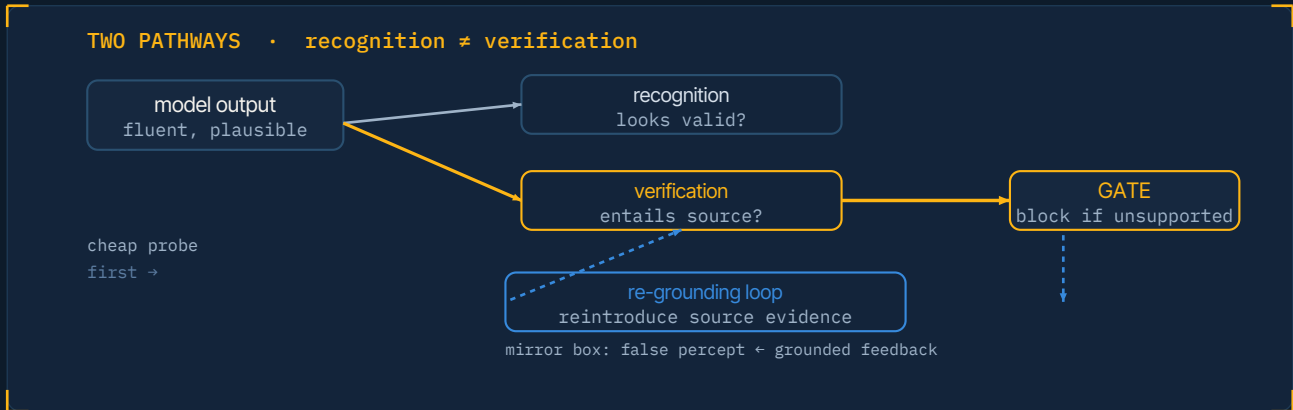 TWO PATHWAYS · recognition ≠ verification
model output
fluent, plausible
recognition
looks valid?
verification
entails source?
GATE
block if unsupported
cheap probe
first →
re-grounding loop
reintroduce source evidence
mirror box: false percept ← grounded feedback